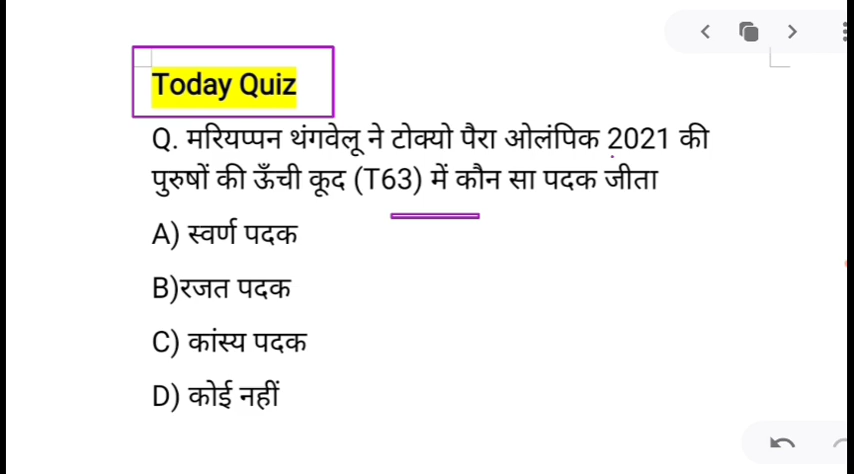 Today Quiz
Q. मरियप्पन थंगवेलू ने टोक्यो पैरा ओलंपिक 2021 की
पुरुषों की ऊँची कूद (T63) में कौन सा पदक जीता
A) स्वर्ण पदक
B)रजत पदक
C) कांस्य पदक
D) कोई नहीं